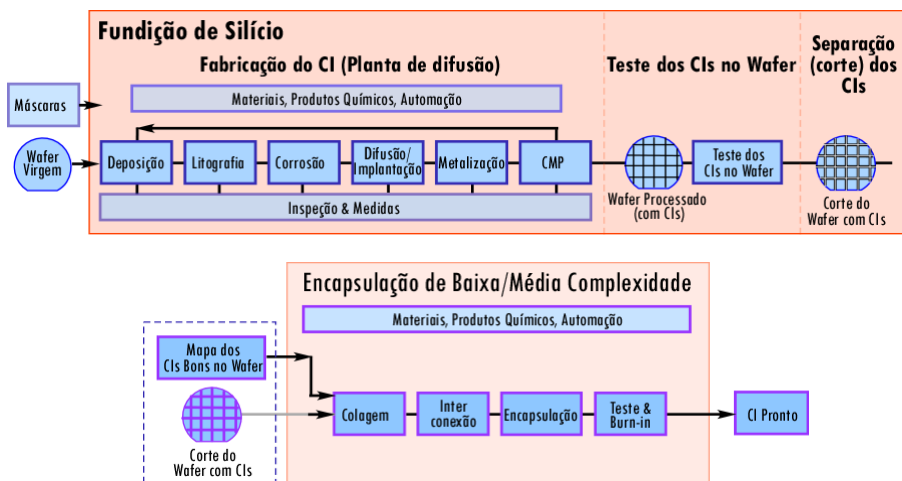 Fundição de Silício
Fabricação do CI (Planta de difusão)
Teste dos CIs no Wafer
Separação
(corte) dos
CIs
Materiais, Produtos Químicos, Automação
Máscaras
Wafer
Virgem
Deposição
Litografia
Corrosão
Difusão/
Implantação
Metalização
CMP
Teste dos
CIs no Wafer
Inspeção & Medidas
Wafer Processado
(com CIs)
Corte do
Wafer com CIs
Encapsulação de Baixa/Média Complexidade
Materiais, Produtos Químicos, Automação
Mapa dos
CIs Bons no Wafer
Colagem
Inter
conexão
Encapsulação
Teste &
Burn-in
CI Pronto
Corte do
Wafer com CIs